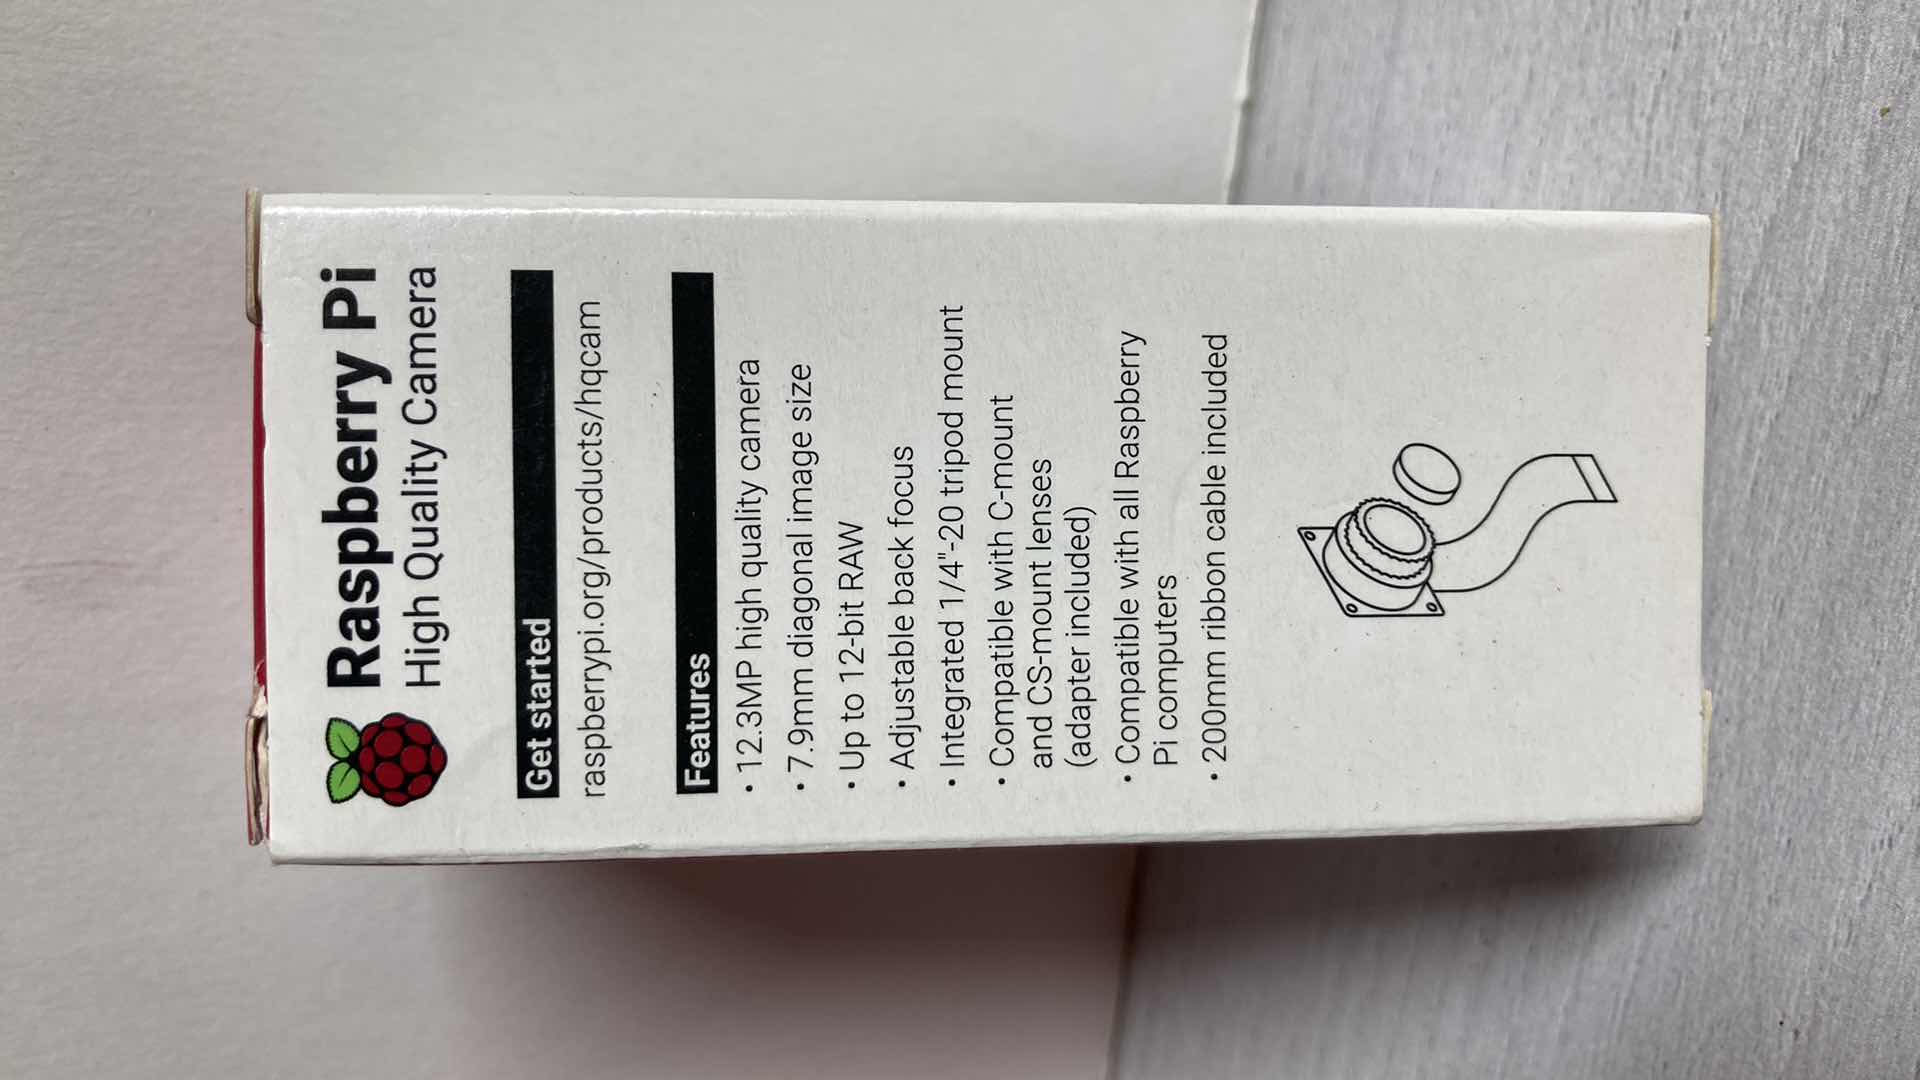 Raspberry Pi
High Quality Camera
Get started
raspberrypi.org/products/hqcam
Features
• 12.3MP high quality camera
• 7.9mm diagonal image size
• Up to 12-bit RAW
• Adjustable back focus
• Integrated 1/4"-20 tripod mount
• Compatible with C-mount
and CS-mount lenses
(adapter included)
• Compatible with all Raspberry
Pi computers
• 200mm ribbon cable included